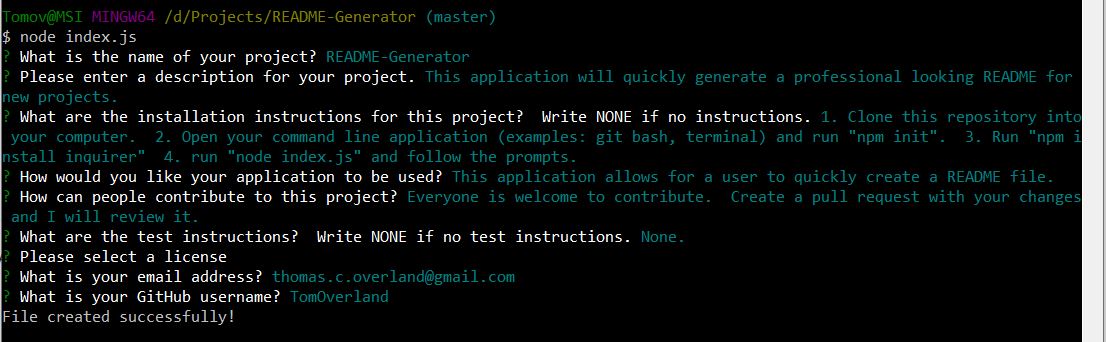 Tomov@MSI MINGW64 /d/Projects/README-Generator (master)
$ node index.js
? What is the name of your project? README-Generator
? Please enter a description for your project. This application will quickly generate a professional looking README for
new projects.
? What are the installation instructions for this project?  Write NONE if no instructions. 1. Clone this repository into
 your computer.  2. Open your command line application (examples: git bash, terminal) and run "npm init".  3. Run "npm i
nstall inquirer"  4. run "node index.js" and follow the prompts.
? How would you like your application to be used? This application allows for a user to quickly create a README file.
? How can people contribute to this project? Everyone is welcome to contribute.  Create a pull request with your changes
 and I will review it.
? What are the test instructions?  Write NONE if no test instructions. None.
? Please select a license
? What is your email address? thomas.c.overland@gmail.com
? What is your GitHub username? TomOverland
File created successfully!